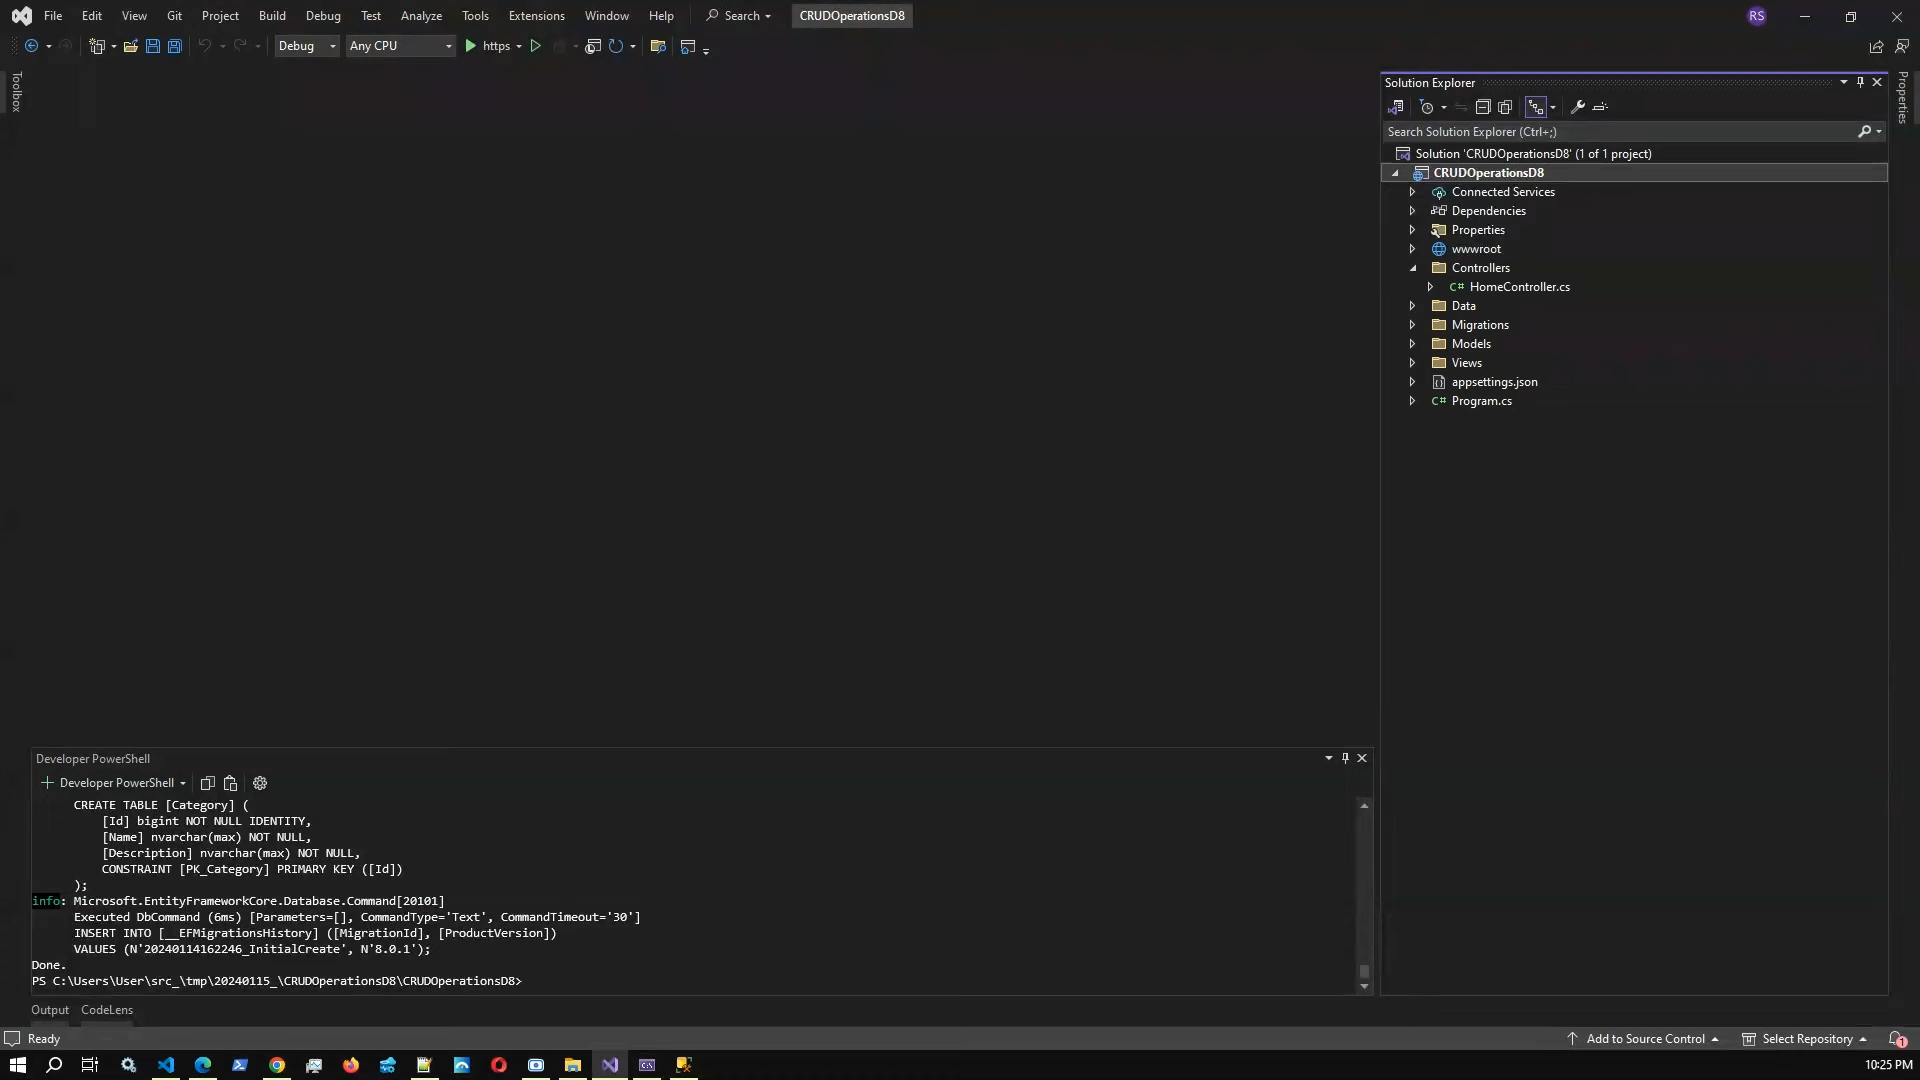 File Edit View Git Project Build Debug Test Analyze Tools Extensions Window Help Search CRUDOperationsD8 RS
Debug Any CPU https
Toolbox
Properties
Solution Explorer
Search Solution Explorer (Ctrl+;)
Solution 'CRUDOperationsD8' (1 of 1 project)
CRUDOperationsD8
Connected Services
Dependencies
Properties
wwwroot
Controllers
C# HomeController.cs
Data
Migrations
Models
Views
appsettings.json
C# Program.cs
Developer PowerShell
Developer PowerShell
CREATE TABLE [Category] (
[Id] bigint NOT NULL IDENTITY,
[Name] nvarchar(max) NOT NULL,
[Description] nvarchar(max) NOT NULL,
CONSTRAINT [PK_Category] PRIMARY KEY ([Id])
);
info: Microsoft.EntityFrameworkCore.Database.Command[20101]
Executed DbCommand (6ms) [Parameters=[], CommandType='Text', CommandTimeout='30']
INSERT INTO [__EFMigrationsHistory] ([MigrationId], [ProductVersion])
VALUES (N'20240114162246_InitialCreate', N'8.0.1');
Done.
PS C:\Users\User\src_\tmp\20240115_\CRUDOperationsD8\CRUDOperationsD8>
Output CodeLens
Ready Add to Source Control Select Repository 1
10:25 PM